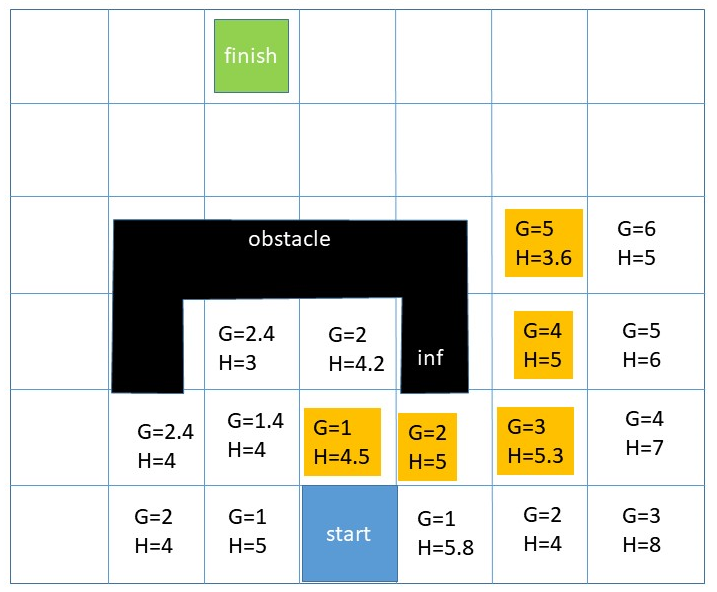 finish
obstacle
G=5
H=3.6
G=6
H=5
G=2.4
H=3
G=2
H=4.2
inf
G=4
H=5
G=5
H=6
G=2.4
H=4
G=1.4
H=4
G=1
H=4.5
G=2
H=5
G=3
H=5.3
G=4
H=7
G=2
H=4
G=1
H=5
start
G=1
H=5.8
G=2
H=4
G=3
H=8